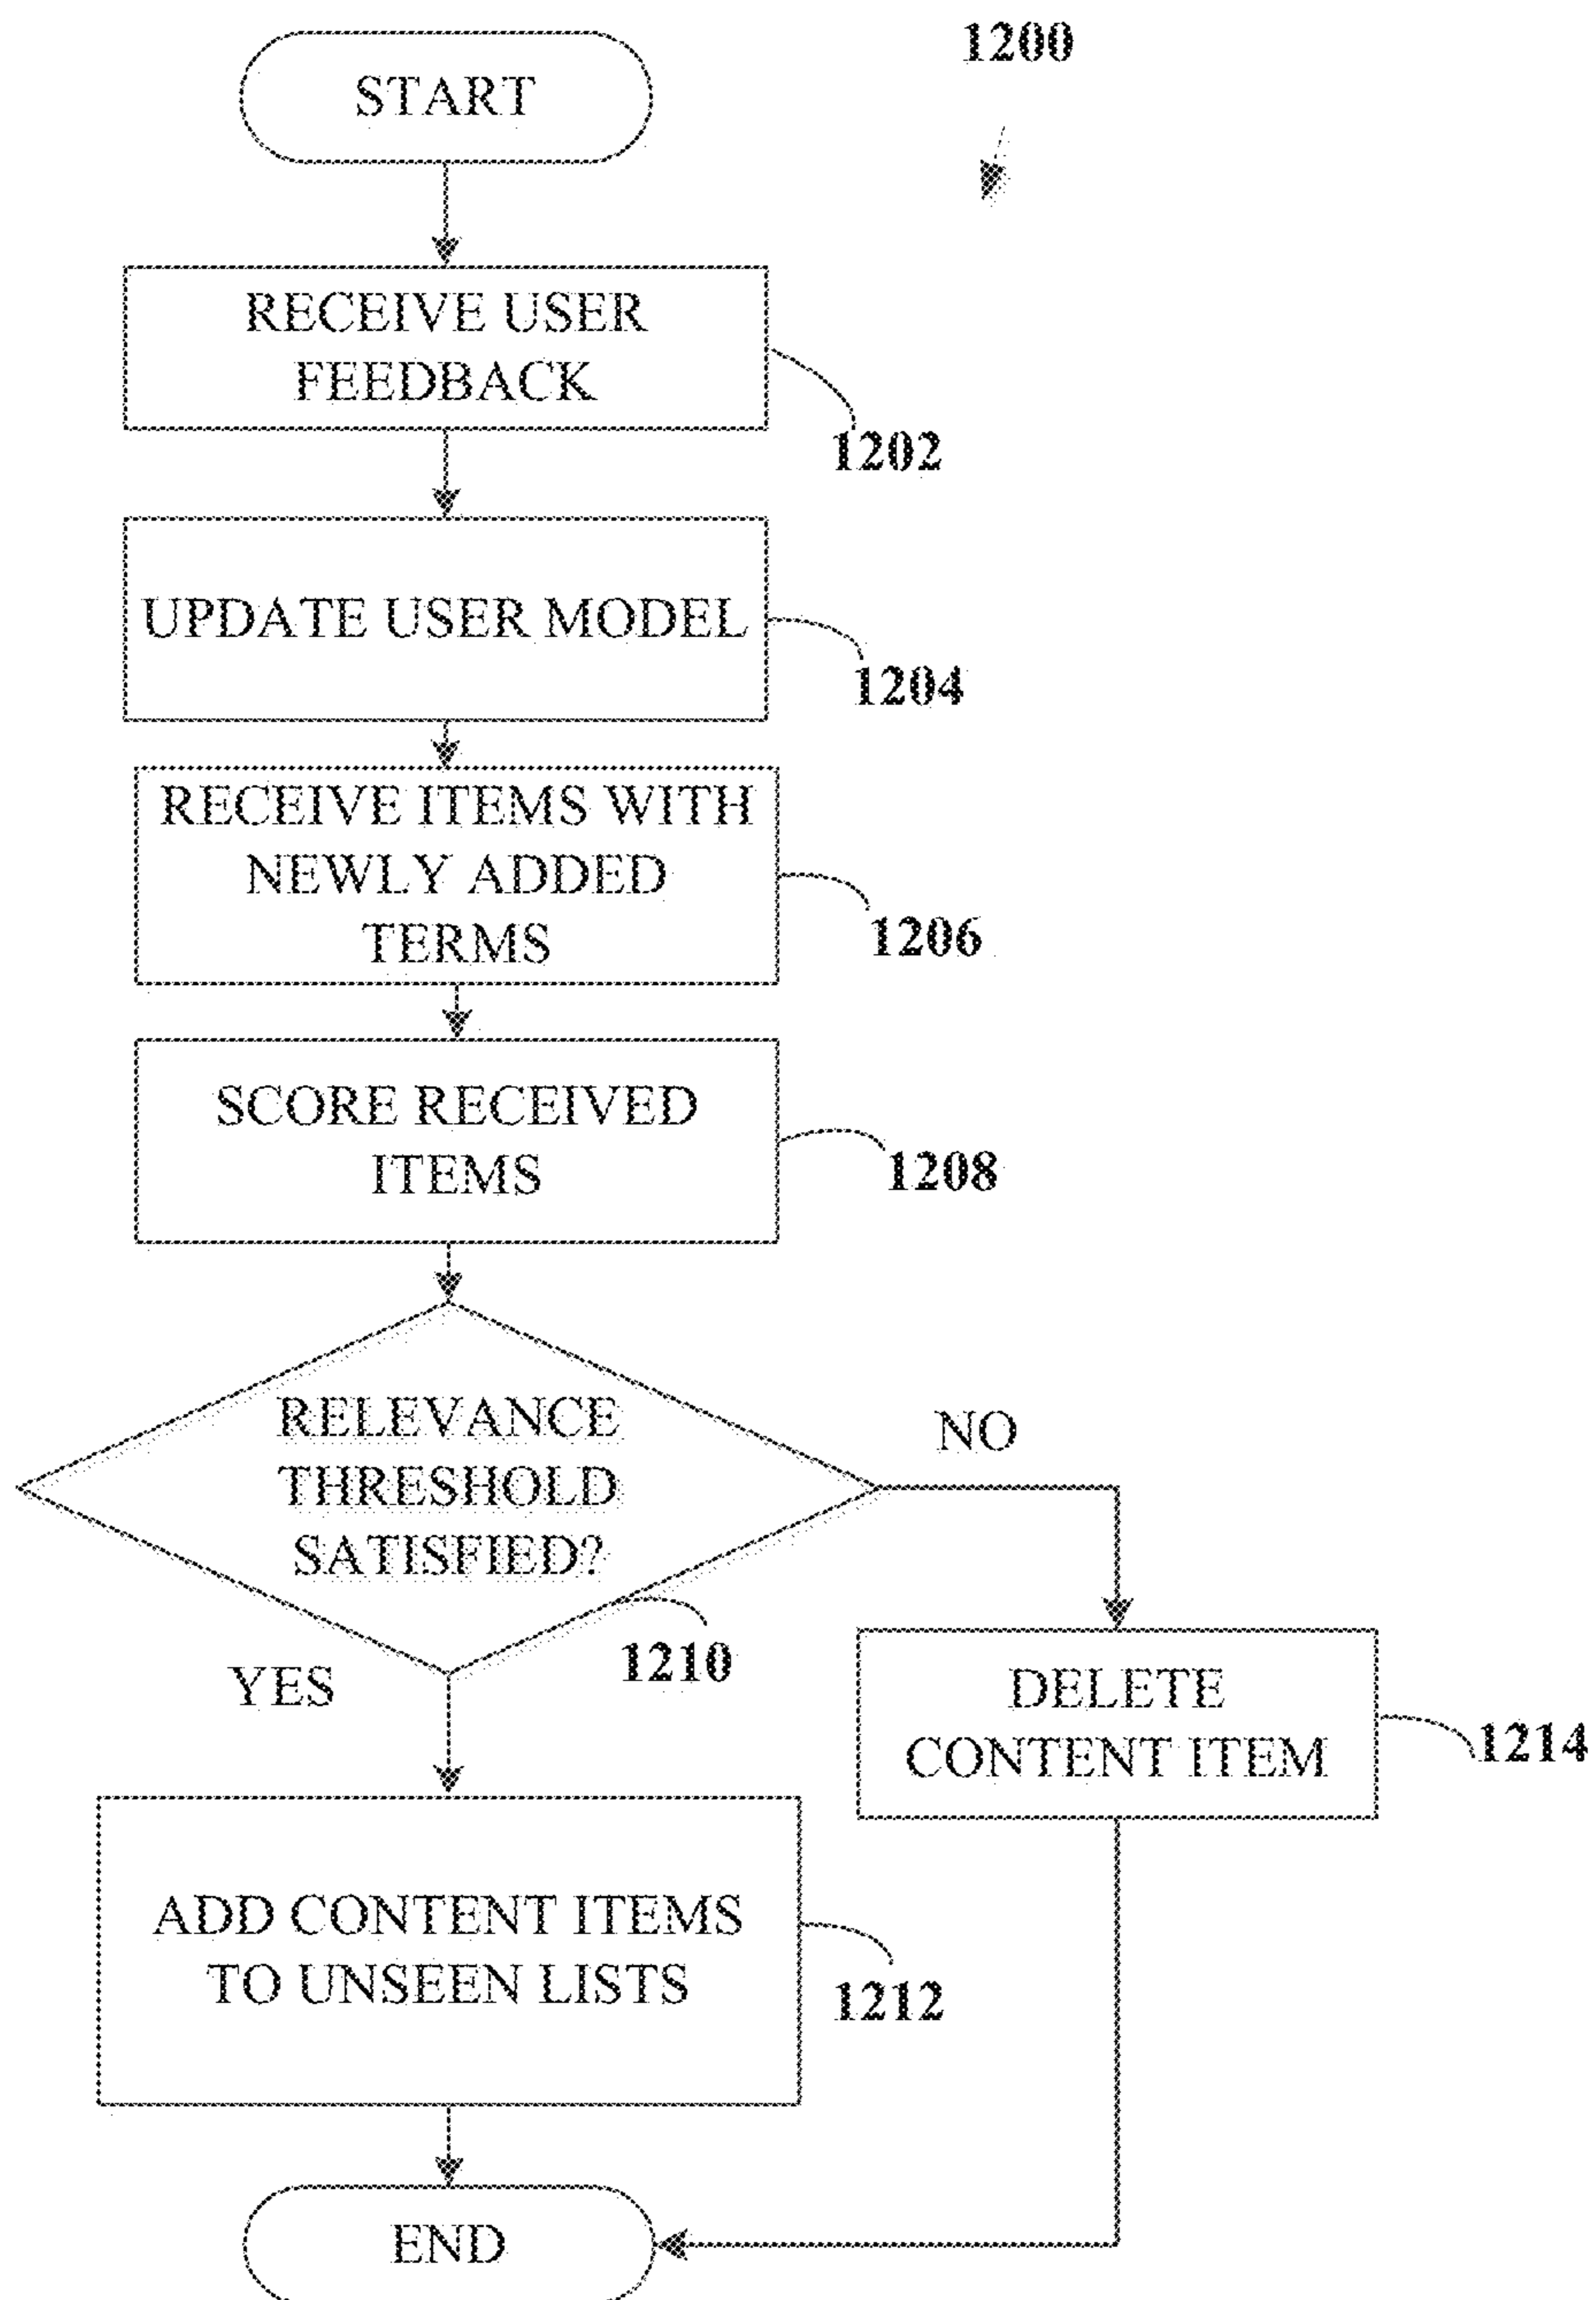 1200
START
RECEIVE USER
FEEDBACK
1202
UPDATE USER MODEL
1204
RECEIVE ITEMS WITH
NEWLY ADDED
TERMS
1206
SCORE RECEIVED
ITEMS
1208
RELEVANCE
THRESHOLD
SATISFIED?
1210
NO
YES
DELETE
CONTENT ITEM
1214
ADD CONTENT ITEMS
TO UNSEEN LISTS
1212
END